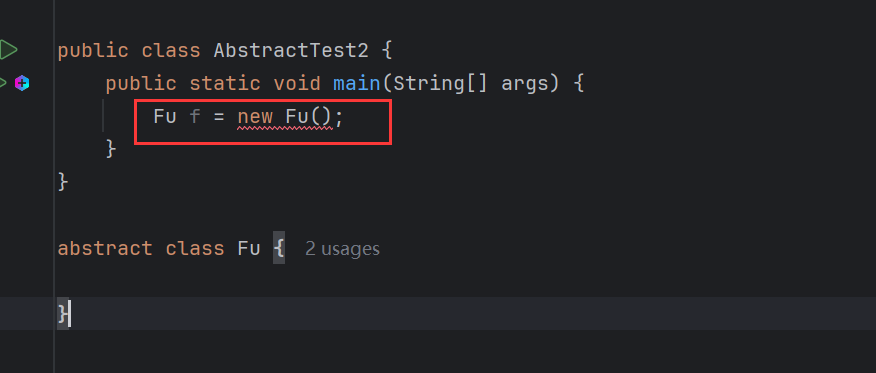 public class AbstractTest2 {
public static void main(String[] args) {
Fu f = new Fu();
}
}
abstract class Fu { 2 usages
}